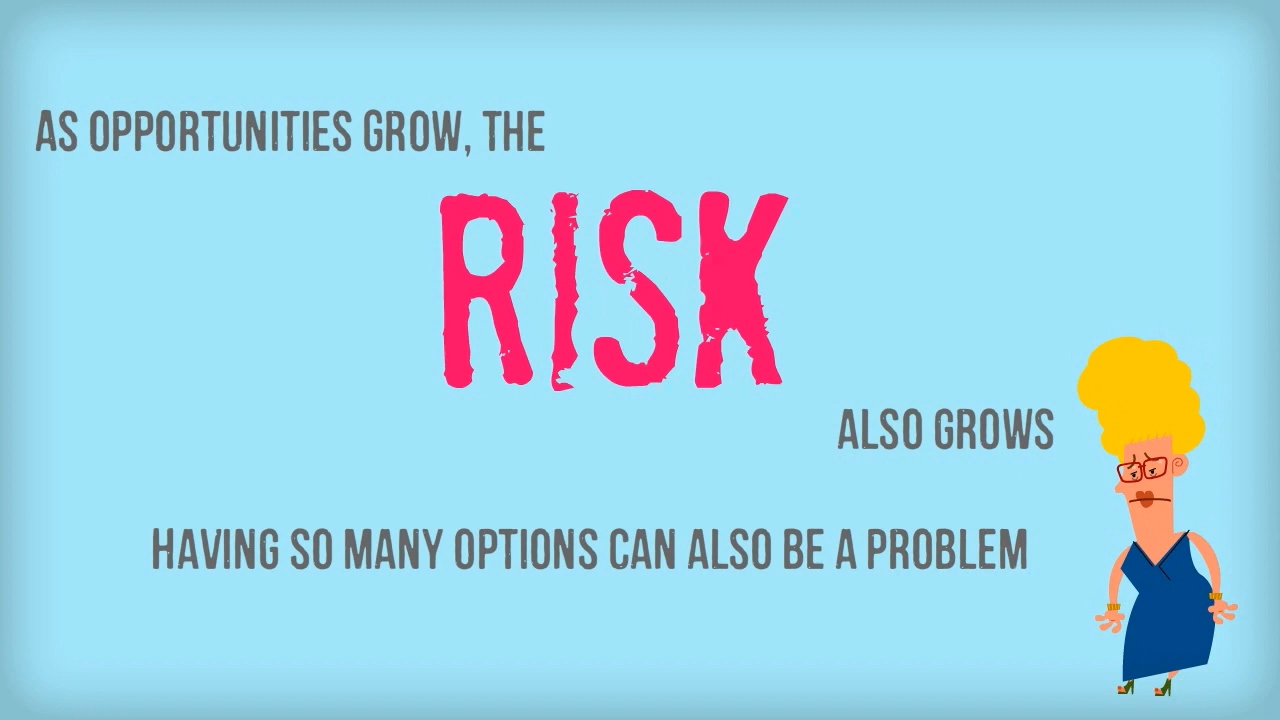 AS OPPORTUNITIES GROW, THE
RISK
ALSO GROWS
HAVING SO MANY OPTIONS CAN ALSO BE A PROBLEM